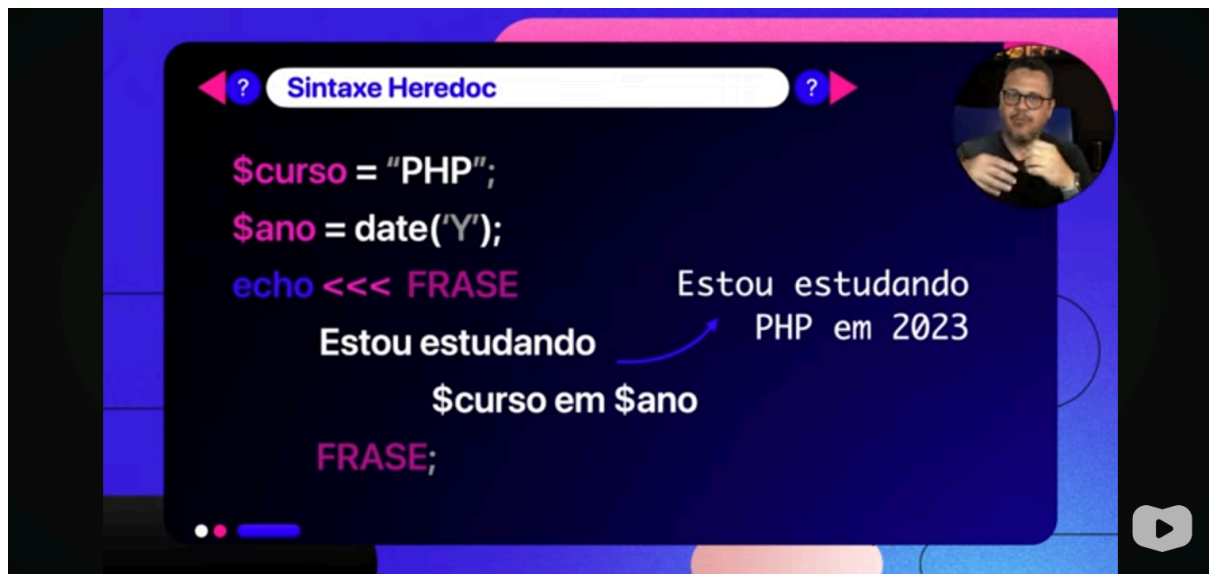 ? Sintaxe Heredoc ?
$curso = “PHP”;
$ano = date(‘Y’);
echo <<< FRASE
Estou estudando
$curso em $ano
FRASE;
Estou estudando
PHP em 2023